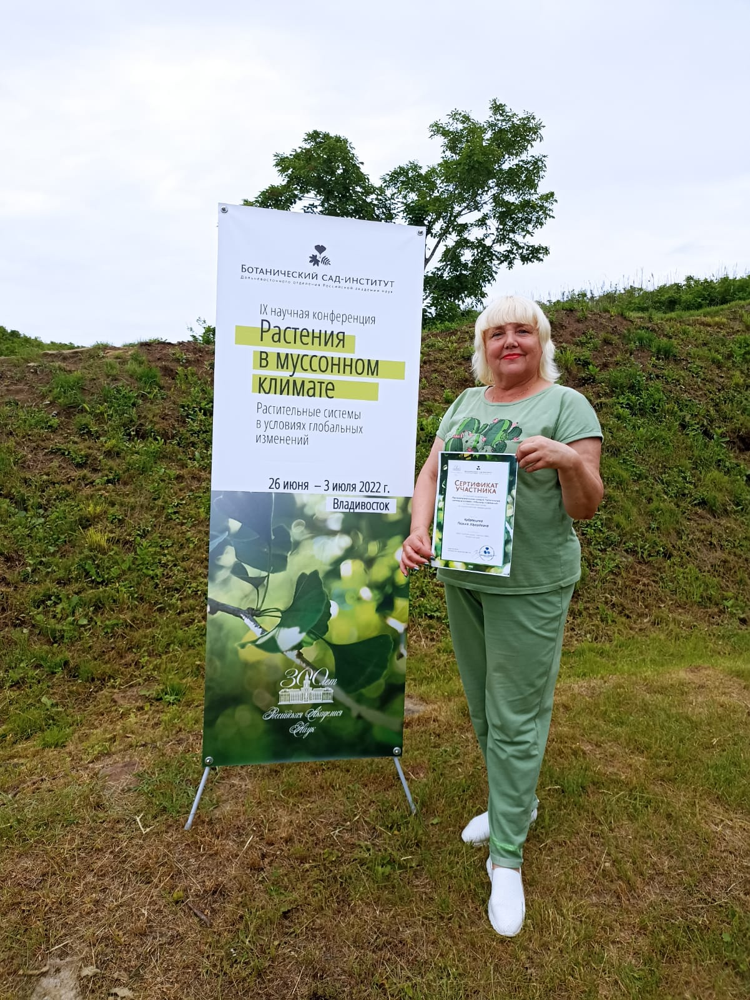 БОТАНИЧЕСКИЙ САД-ИНСТИТУТ
Дальневосточного отделения Российской академии наук
IX научная конференция
Растения
в муссонном
климате
Растительные системы
в условиях глобальных
изменений
26 июня – 3 июля 2022 г.
Владивосток
300 лет
Российская Академия
Наук
СЕРТИФИКАТ
УЧАСТНИКА